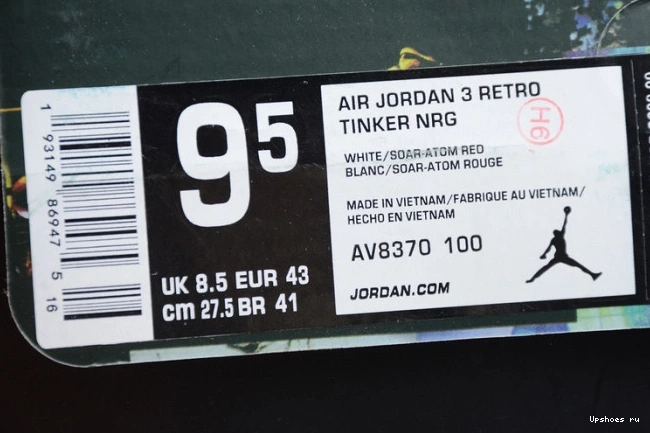 1 93149 86947 5 16
9 5
UK 8.5 EUR 43
cm 27.5 BR 41
AIR JORDAN 3 RETRO
TINKER NRG
H6
WHITE/SOAR-ATOM RED
BLANC/SOAR-ATOM ROUGE
MADE IN VIETNAM/FABRIQUE AU VIETNAM/
HECHO EN VIETNAM
AV8370 100
JORDAN.COM
Upshoes ru